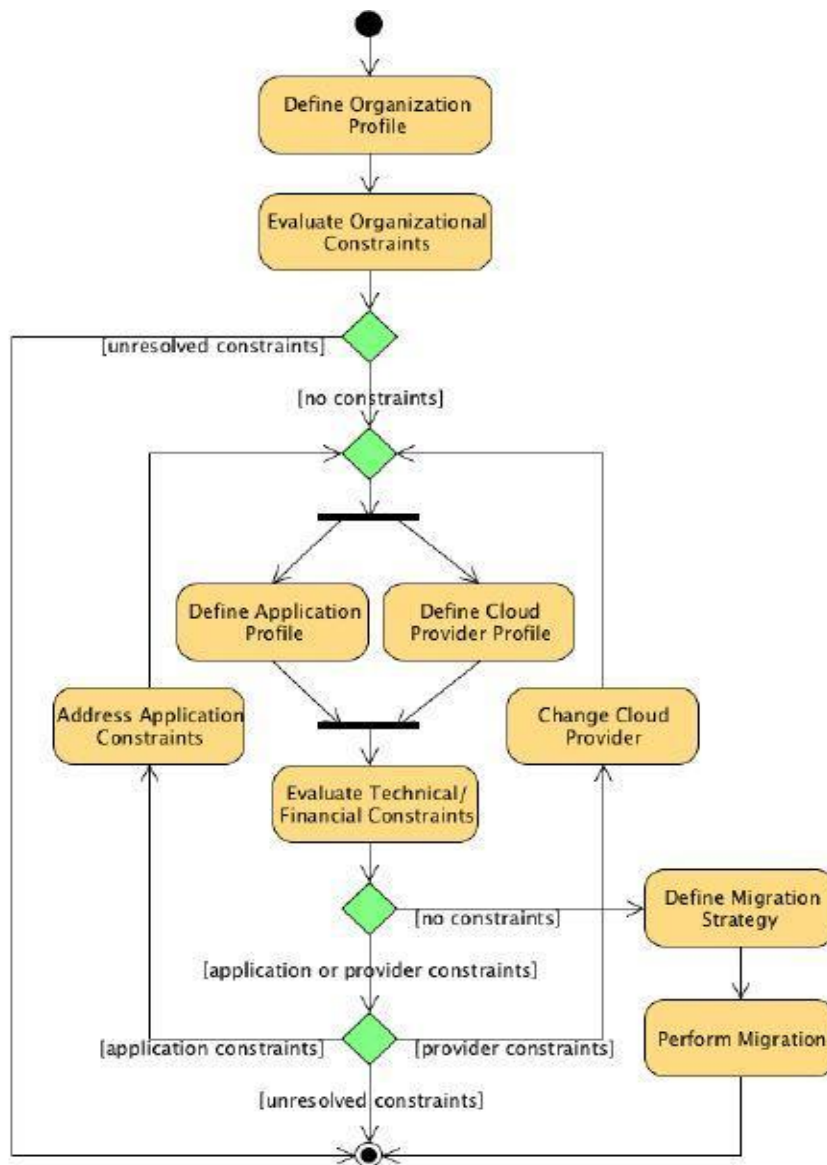 Define Organization
Profile
Evaluate Organizational
Constraints
[unresolved constraints]
[no constraints]
Define Application
Profile
Define Cloud
Provider Profile
Address Application
Constraints
Change Cloud
Provider
Evaluate Technical/
Financial Constraints
[no constraints]
Define Migration
Strategy
[application or provider constraints]
[application constraints]
[provider constraints]
Perform Migration
[unresolved constraints]